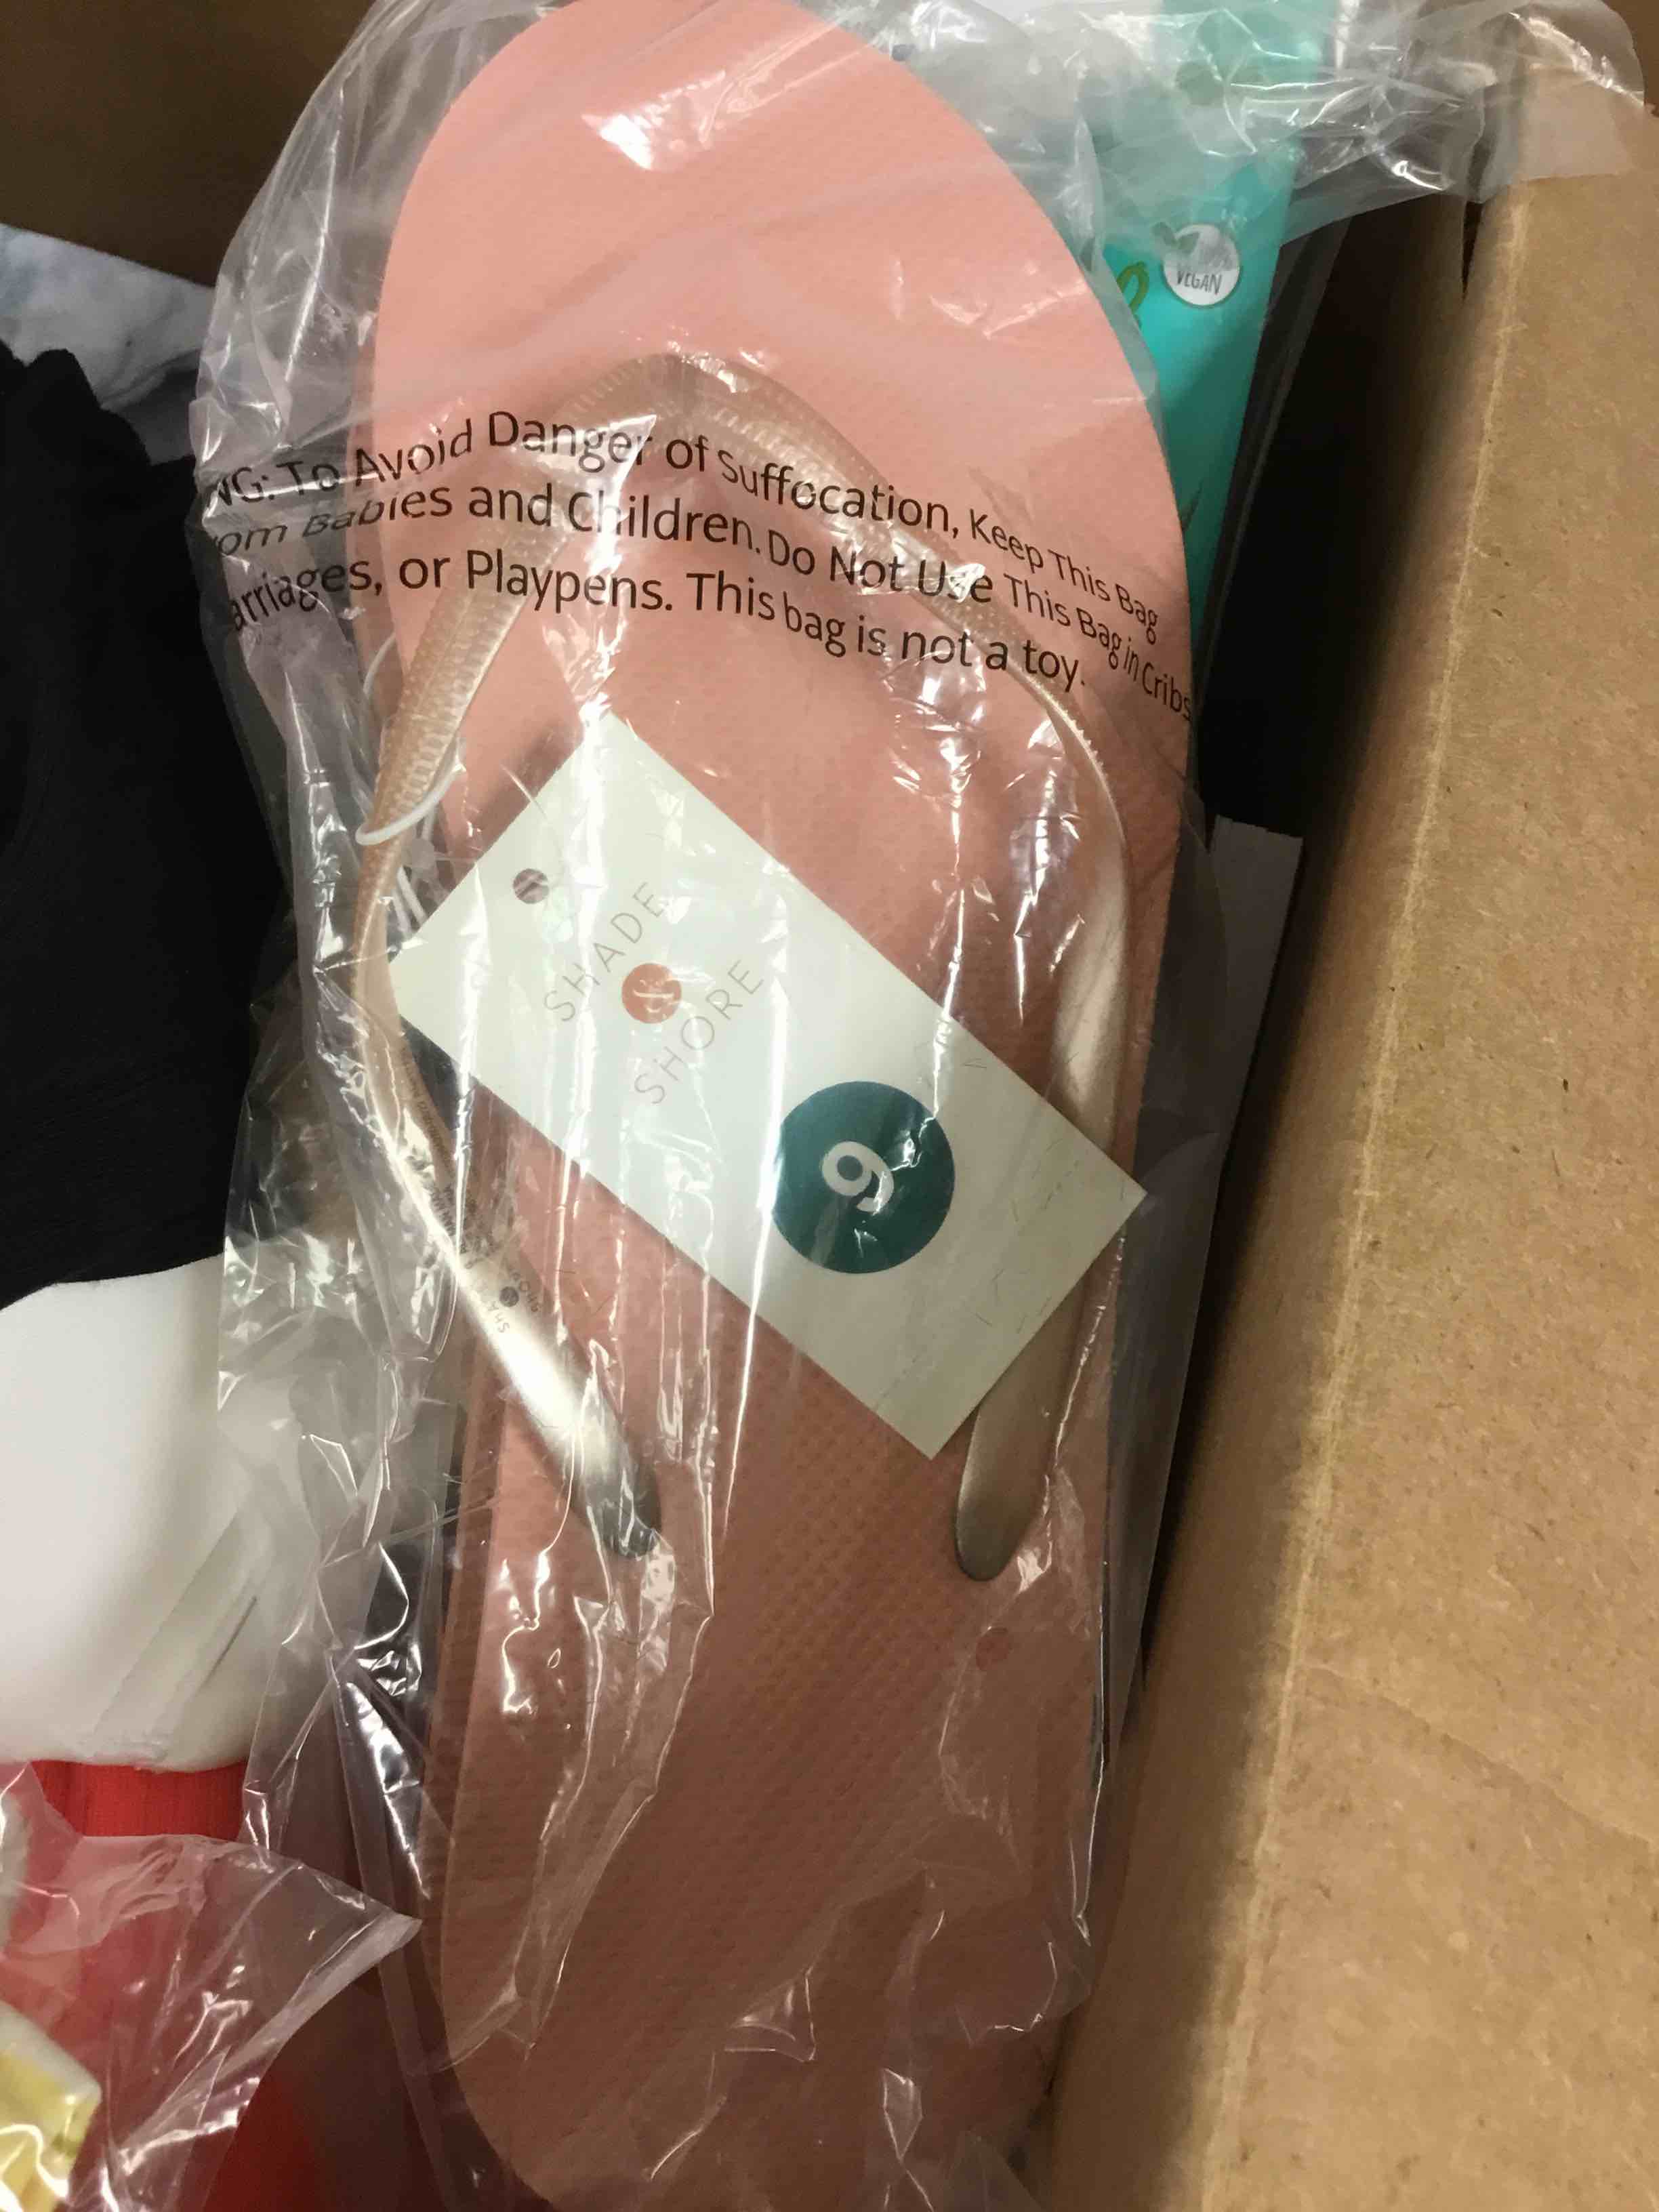 NG: To Avoid Danger of Suffocation, Keep This Bag
om Babies and Children. Do Not Use This Bag in Cribs
arriages, or Playpens. This bag is not a toy.
VEGAN
SHADE
SHORE
9